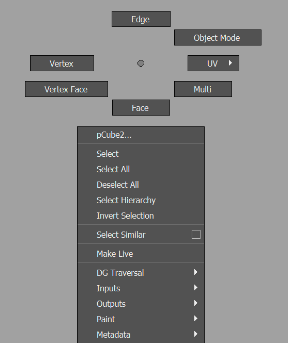 Edge
Object Mode
Vertex
UV
Vertex Face
Multi
Face
pCube2...
Select
Select All
Deselect All
Select Hierarchy
Invert Selection
Select Similar
Make Live
DG Traversal
Inputs
Outputs
Paint
Metadata